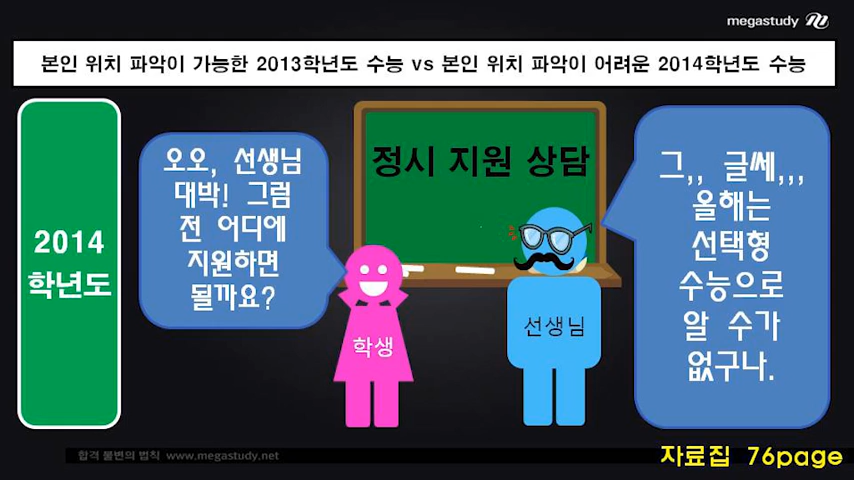 megastudy
본인 위치 파악이 가능한 2013학년도 수능 vs 본인 위치 파악이 어려운 2014학년도 수능
2014
학년도
오오, 선생님
대박! 그럼
전 어디에
지원하면
될까요?
정시 지원 상담
그,, 글쎄,,,
올해는
선택형
수능으로
알 수가
없구나.
학생
선생님
합격 불변의 법칙 www.megastudy.net
자료집 76page